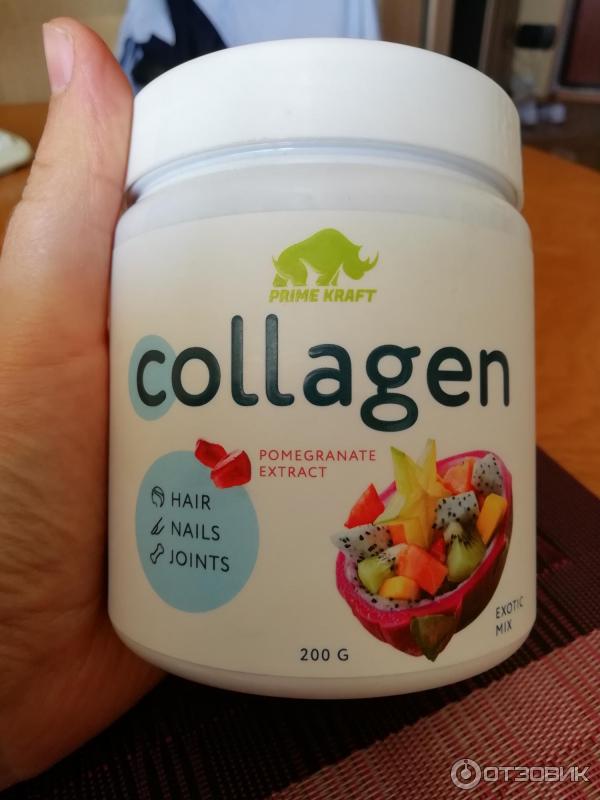 PRIME KRAFT
collagen
POMEGRANATE
EXTRACT
HAIR
NAILS
JOINTS
EXOTIC
MIX
200 G
ОТЗОВИК